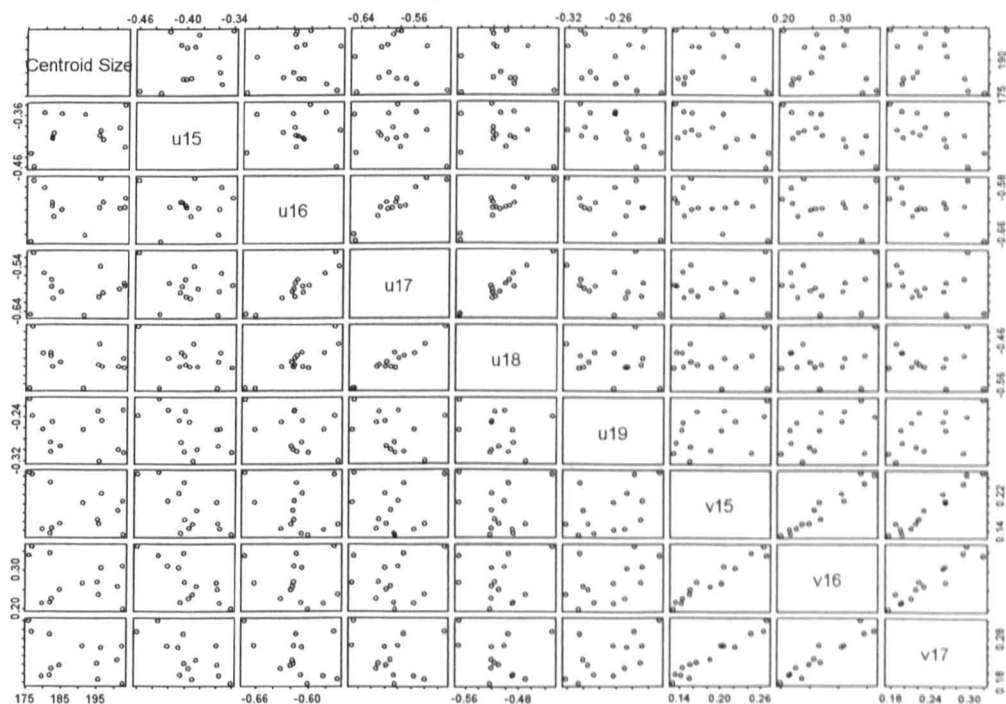 -0.46 -0.40 -0.34 -0.64 -0.56 -0.32 -0.26 0.20 0.30
Centroid Size
175 190
-0.46 -0.36
u15
u16
-0.66 -0.58
-0.64 -0.54
u17
u18
-0.56 -0.46
-0.32 -0.24
u19
v15
0.14 0.22
0.20 0.30
v16
v17
0.18 0.28
175 185 195 -0.66 -0.60 -0.56 -0.48 0.14 0.20 0.26 0.18 0.24 0.30